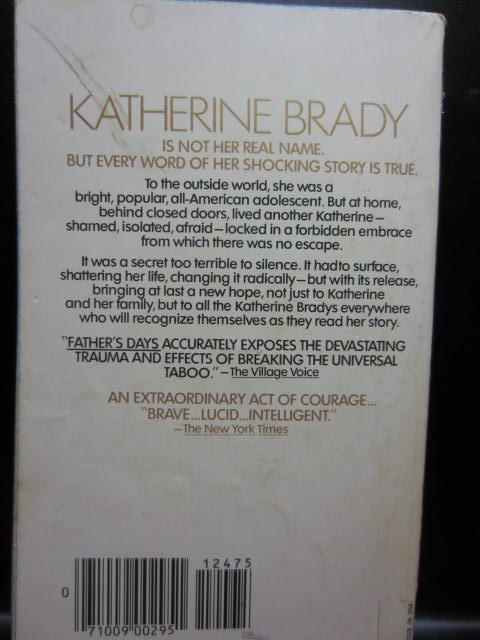 KATHERINE BRADY
IS NOT HER REAL NAME.
BUT EVERY WORD OF HER SHOCKING STORY IS TRUE.
To the outside world, she was a
bright, popular, all-American adolescent. But at home,
behind closed doors, lived another Katherine—
shamed, isolated, afraid—locked in a forbidden embrace
from which there was no escape.
It was a secret too terrible to silence. It hadto surface,
shattering her life, changing it radically—but with its release,
bringing at last a new hope, not just to Katherine
and her family, but to all the Katherine Bradys everywhere
who will recognize themselves as they read her story.
"FATHER'S DAYS ACCURATELY EXPOSES THE DEVASTATING
TRAUMA AND EFFECTS OF BREAKING THE UNIVERSAL
TABOO."—The Village Voice
AN EXTRAORDINARY ACT OF COURAGE...
"BRAVE...LUCID...INTELLIGENT."
—The New York Times
12475
0
71009 00295